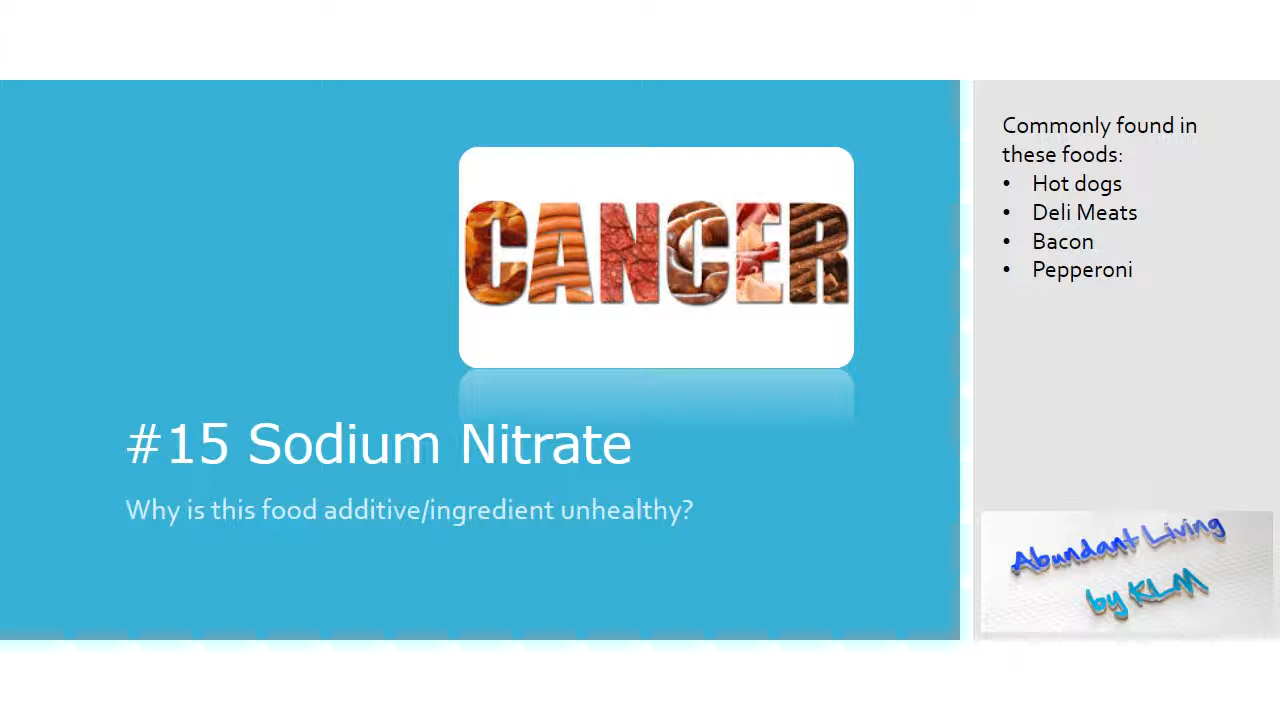 CANCER
#15 Sodium Nitrate
Why is this food additive/ingredient unhealthy?
Commonly found in
these foods:
• Hot dogs
• Deli Meats
• Bacon
• Pepperoni
Abundant Living
by KLM